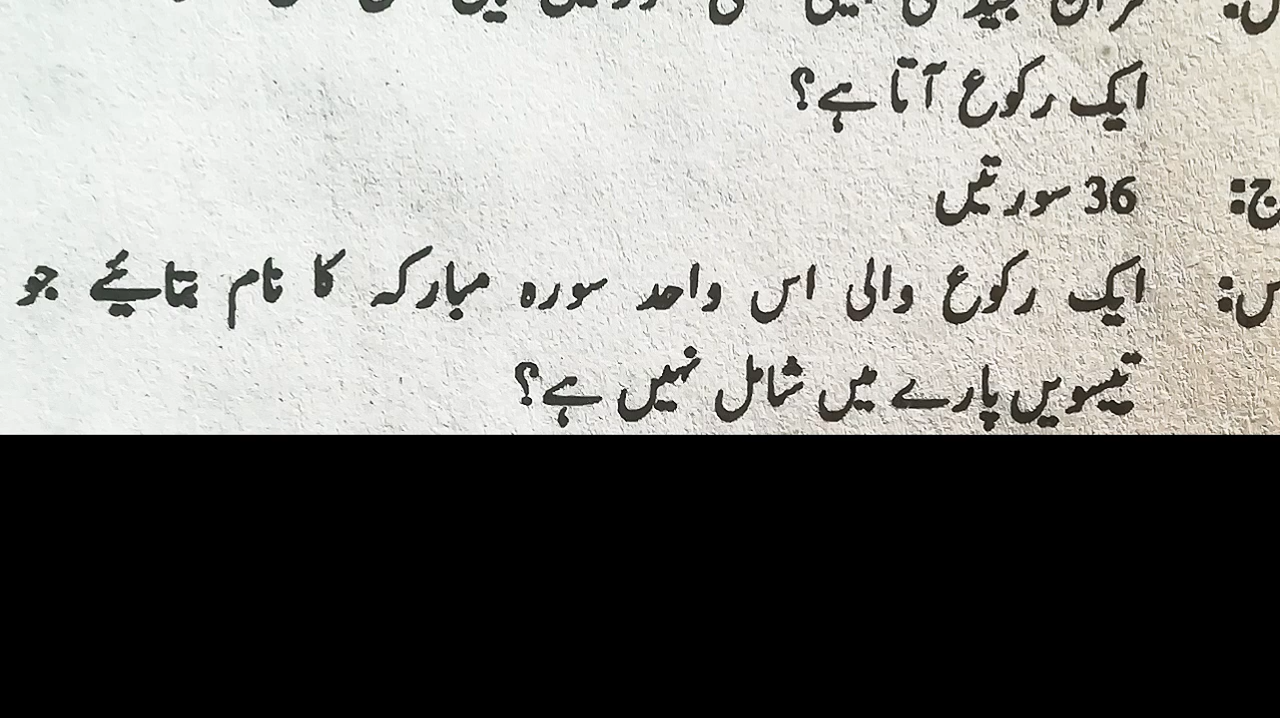 ایک رکوع آتا ہے؟
ج: 36 سورتیں
س: ایک رکوع والی اس واحد سورہ مبارکہ کا نام بتائیے جو
تیسویں پارے میں شامل نہیں ہے؟